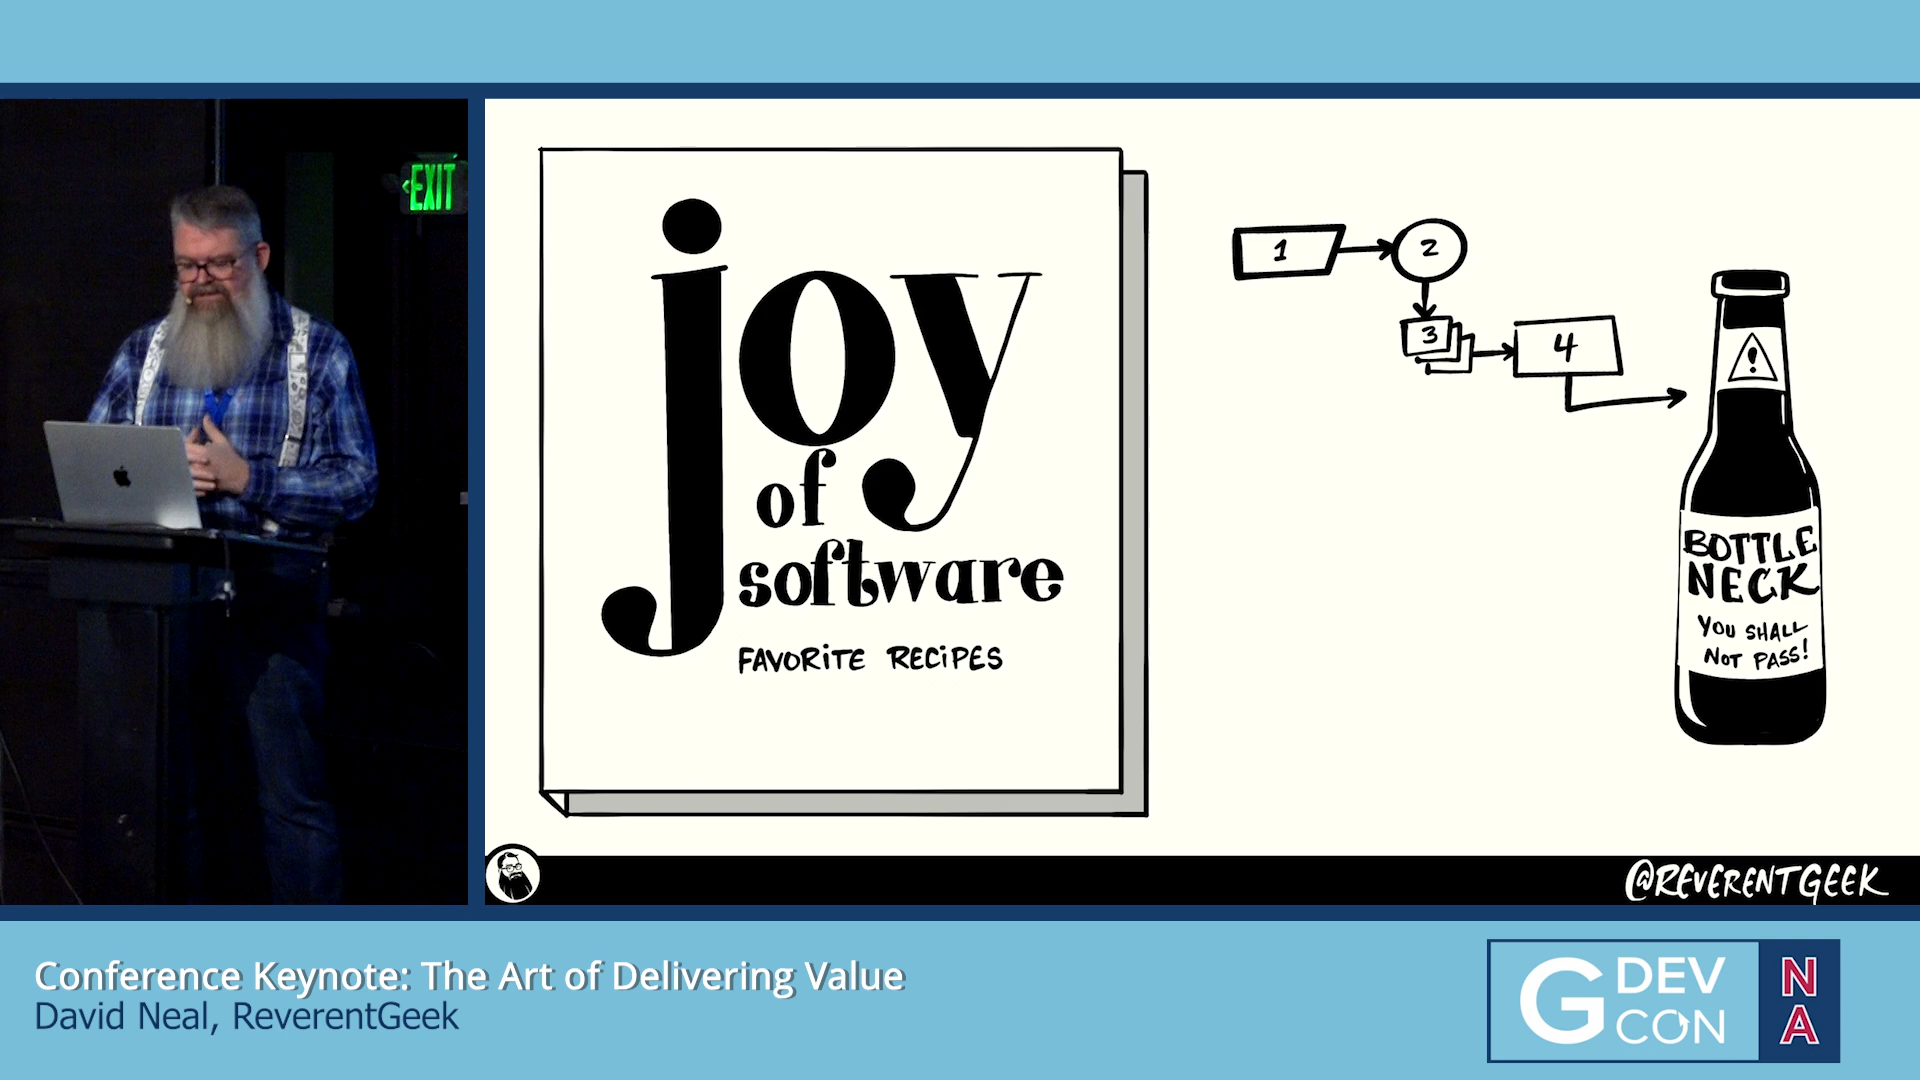 EXIT
joy
of
software
FAVORITE RECIPES
1
2
3
4
!
BOTTLE
NECK
YOU SHALL
NOT PASS!
@REVERENTGEEK
Conference Keynote: The Art of Delivering Value
David Neal, ReverentGeek
G DEV
CON
N
A